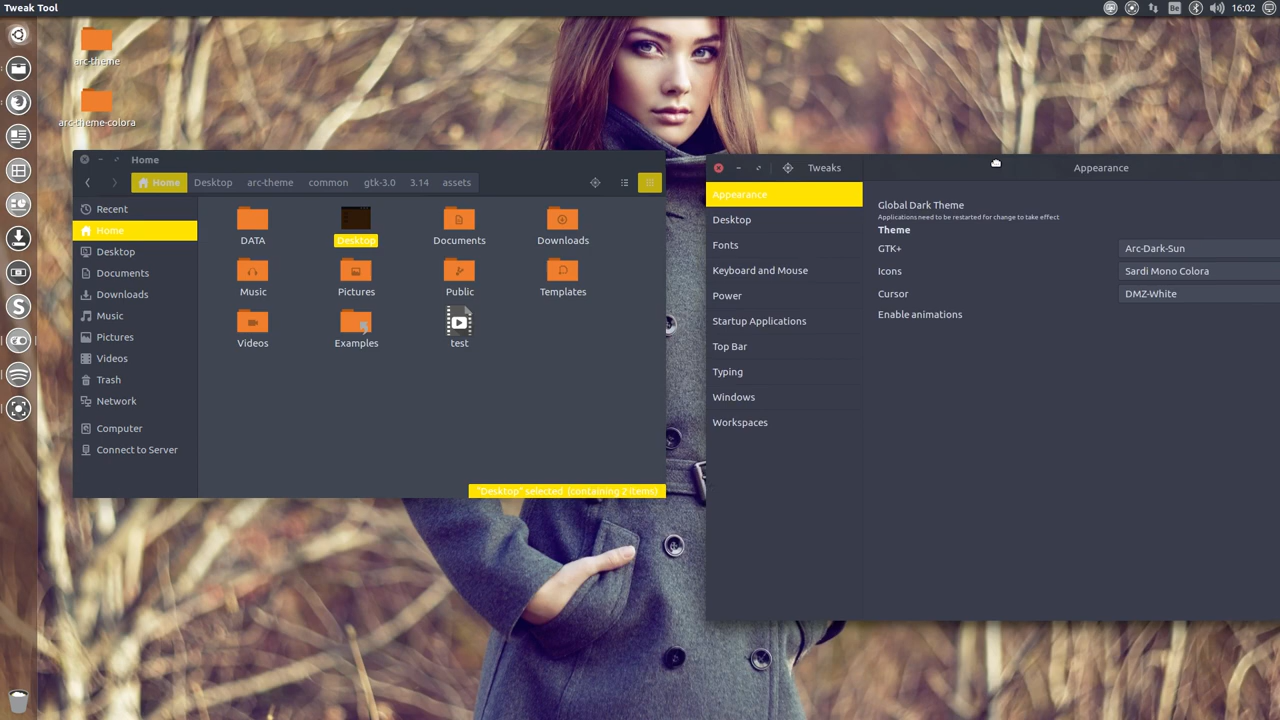 Tweak Tool
Be
16:02
arc-theme
arc-theme-colora
Home
Home
Desktop
arc-theme
common
gtk-3.0
3.14
assets
Recent
Home
Desktop
Documents
Downloads
Music
Pictures
Videos
Trash
Network
Computer
Connect to Server
DATA
Desktop
Documents
Downloads
Music
Pictures
Public
Templates
Videos
Examples
test
"Desktop" selected (containing 2 items)
Tweaks
Appearance
Appearance
Desktop
Fonts
Keyboard and Mouse
Power
Startup Applications
Top Bar
Typing
Windows
Workspaces
Global Dark Theme
Applications need to be restarted for change to take effect.
Theme
GTK+
Arc-Dark-Sun
Icons
Sardi Mono Colora
Cursor
DMZ-White
Enable animations